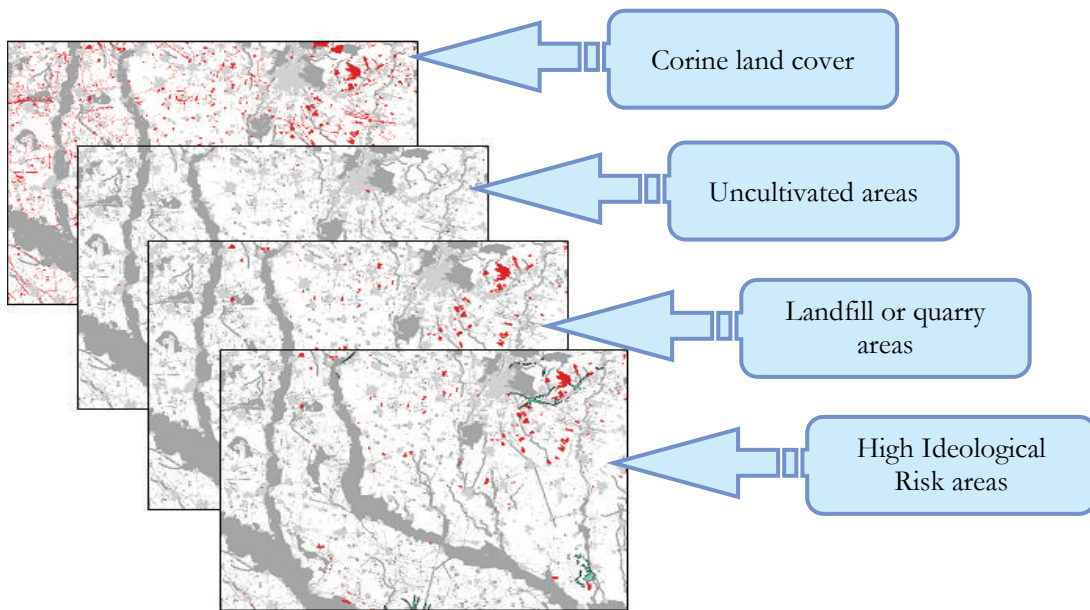 Corine land cover
Uncultivated areas
Landfill or quarry
areas
High Ideological
Risk areas